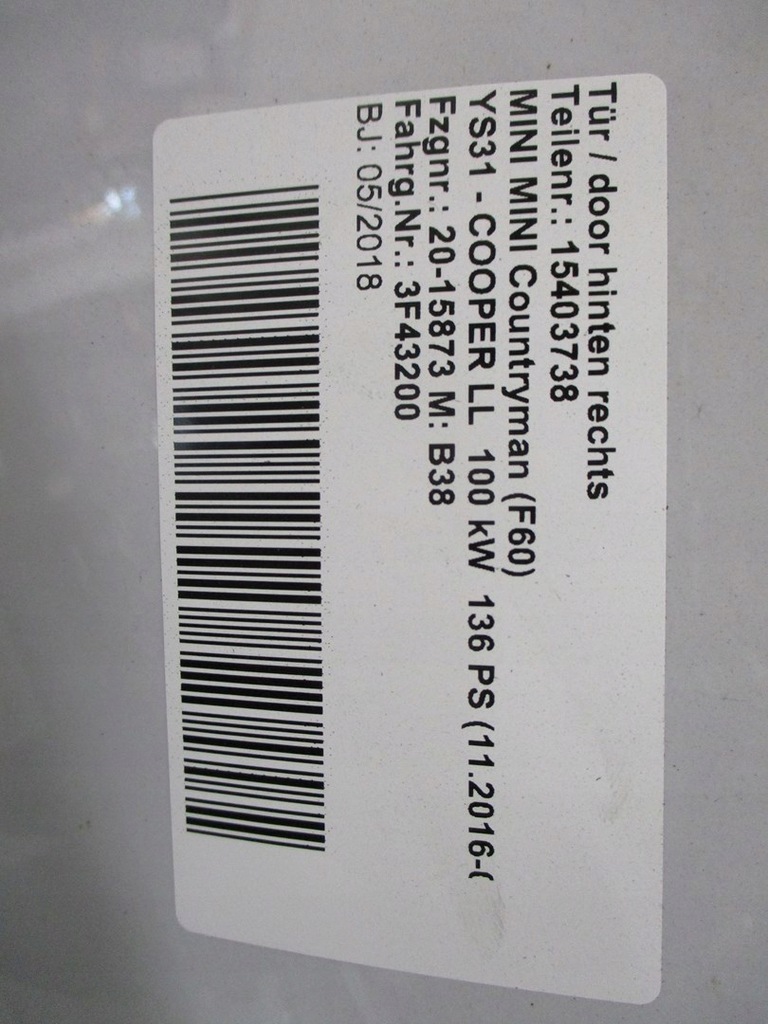 Tür / door hinten rechts
Teilenr.: 15403738
MINI MINI Countryman (F60)
YS31 - COOPER LL 100 kW 136 PS (11.2016-(
Fzgnr.: 20-15873 M: B38
Fahrg.Nr.: 3F43200
BJ: 05/2018